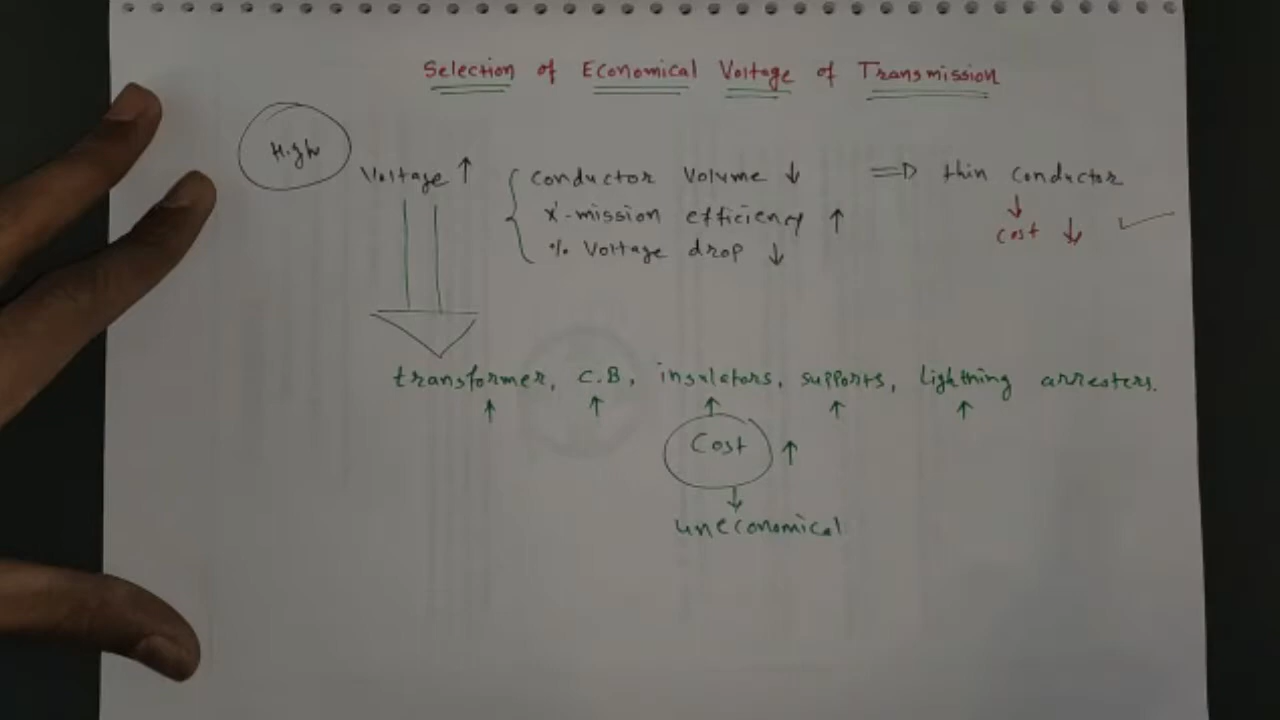 Selection of Economical Voltage of Transmission
High
Voltage ↑
Conductor Volume ↓ ⇒ thin conductor
x'-mission efficiency ↑
↓
cost ↓ ✓
% Voltage drop ↓
transformer, C.B, insulators, supports, lightning arresters.
↑ ↑ ↑ ↑ ↑
Cost ↑
↓
uneconomical